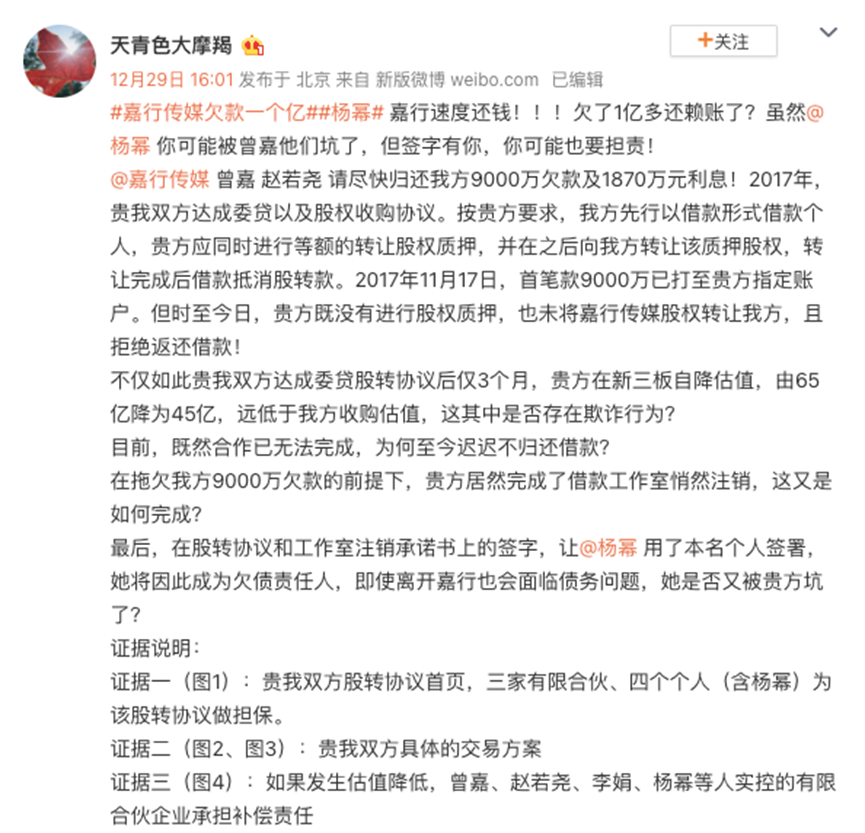 天青色大摩羯
+关注
12月29日 16:01 发布于 北京 来自 新版微博 weibo.com 已编辑
#嘉行传媒欠款一个亿##杨幂# 嘉行速度还钱！！！欠了1亿多还赖账了？虽然@
杨幂 你可能被曾嘉他们坑了，但签字有你，你可能也要担责！
@嘉行传媒 曾嘉 赵若尧 请尽快归还我方9000万欠款及1870万元利息！2017年，
贵我双方达成委贷以及股权收购协议。按贵方要求，我方先行以借款形式借款个
人，贵方应同时进行等额的转让股权质押，并在之后向我方转让该质押股权，转
让完成后借款抵消股转款。2017年11月17日，首笔款9000万已打至贵方指定账
户。但时至今日，贵方既没有进行股权质押，也未将嘉行传媒股权转让我方，且
拒绝返还借款！
不仅如此贵我双方达成委贷股转协议后仅3个月，贵方在新三板自降估值，由65
亿降为45亿，远低于我方收购估值，这其中是否存在欺诈行为？
目前，既然合作已无法完成，为何至今迟迟不归还借款？
在拖欠我方9000万欠款的前提下，贵方居然完成了借款工作室悄然注销，这又是
如何完成？
最后，在股转协议和工作室注销承诺书上的签字，让@杨幂 用了本名个人签署，
她将因此成为欠债责任人，即使离开嘉行也会面临债务问题，她是否又被贵方坑
了？
证据说明：
证据一（图1）：贵我双方股转协议首页，三家有限合伙、四个个人（含杨幂）为
该股转协议做担保。
证据二（图2、图3）：贵我双方具体的交易方案
证据三（图4）：如果发生估值降低，曾嘉、赵若尧、李娟、杨幂等人实控的有限
合伙企业承担补偿责任